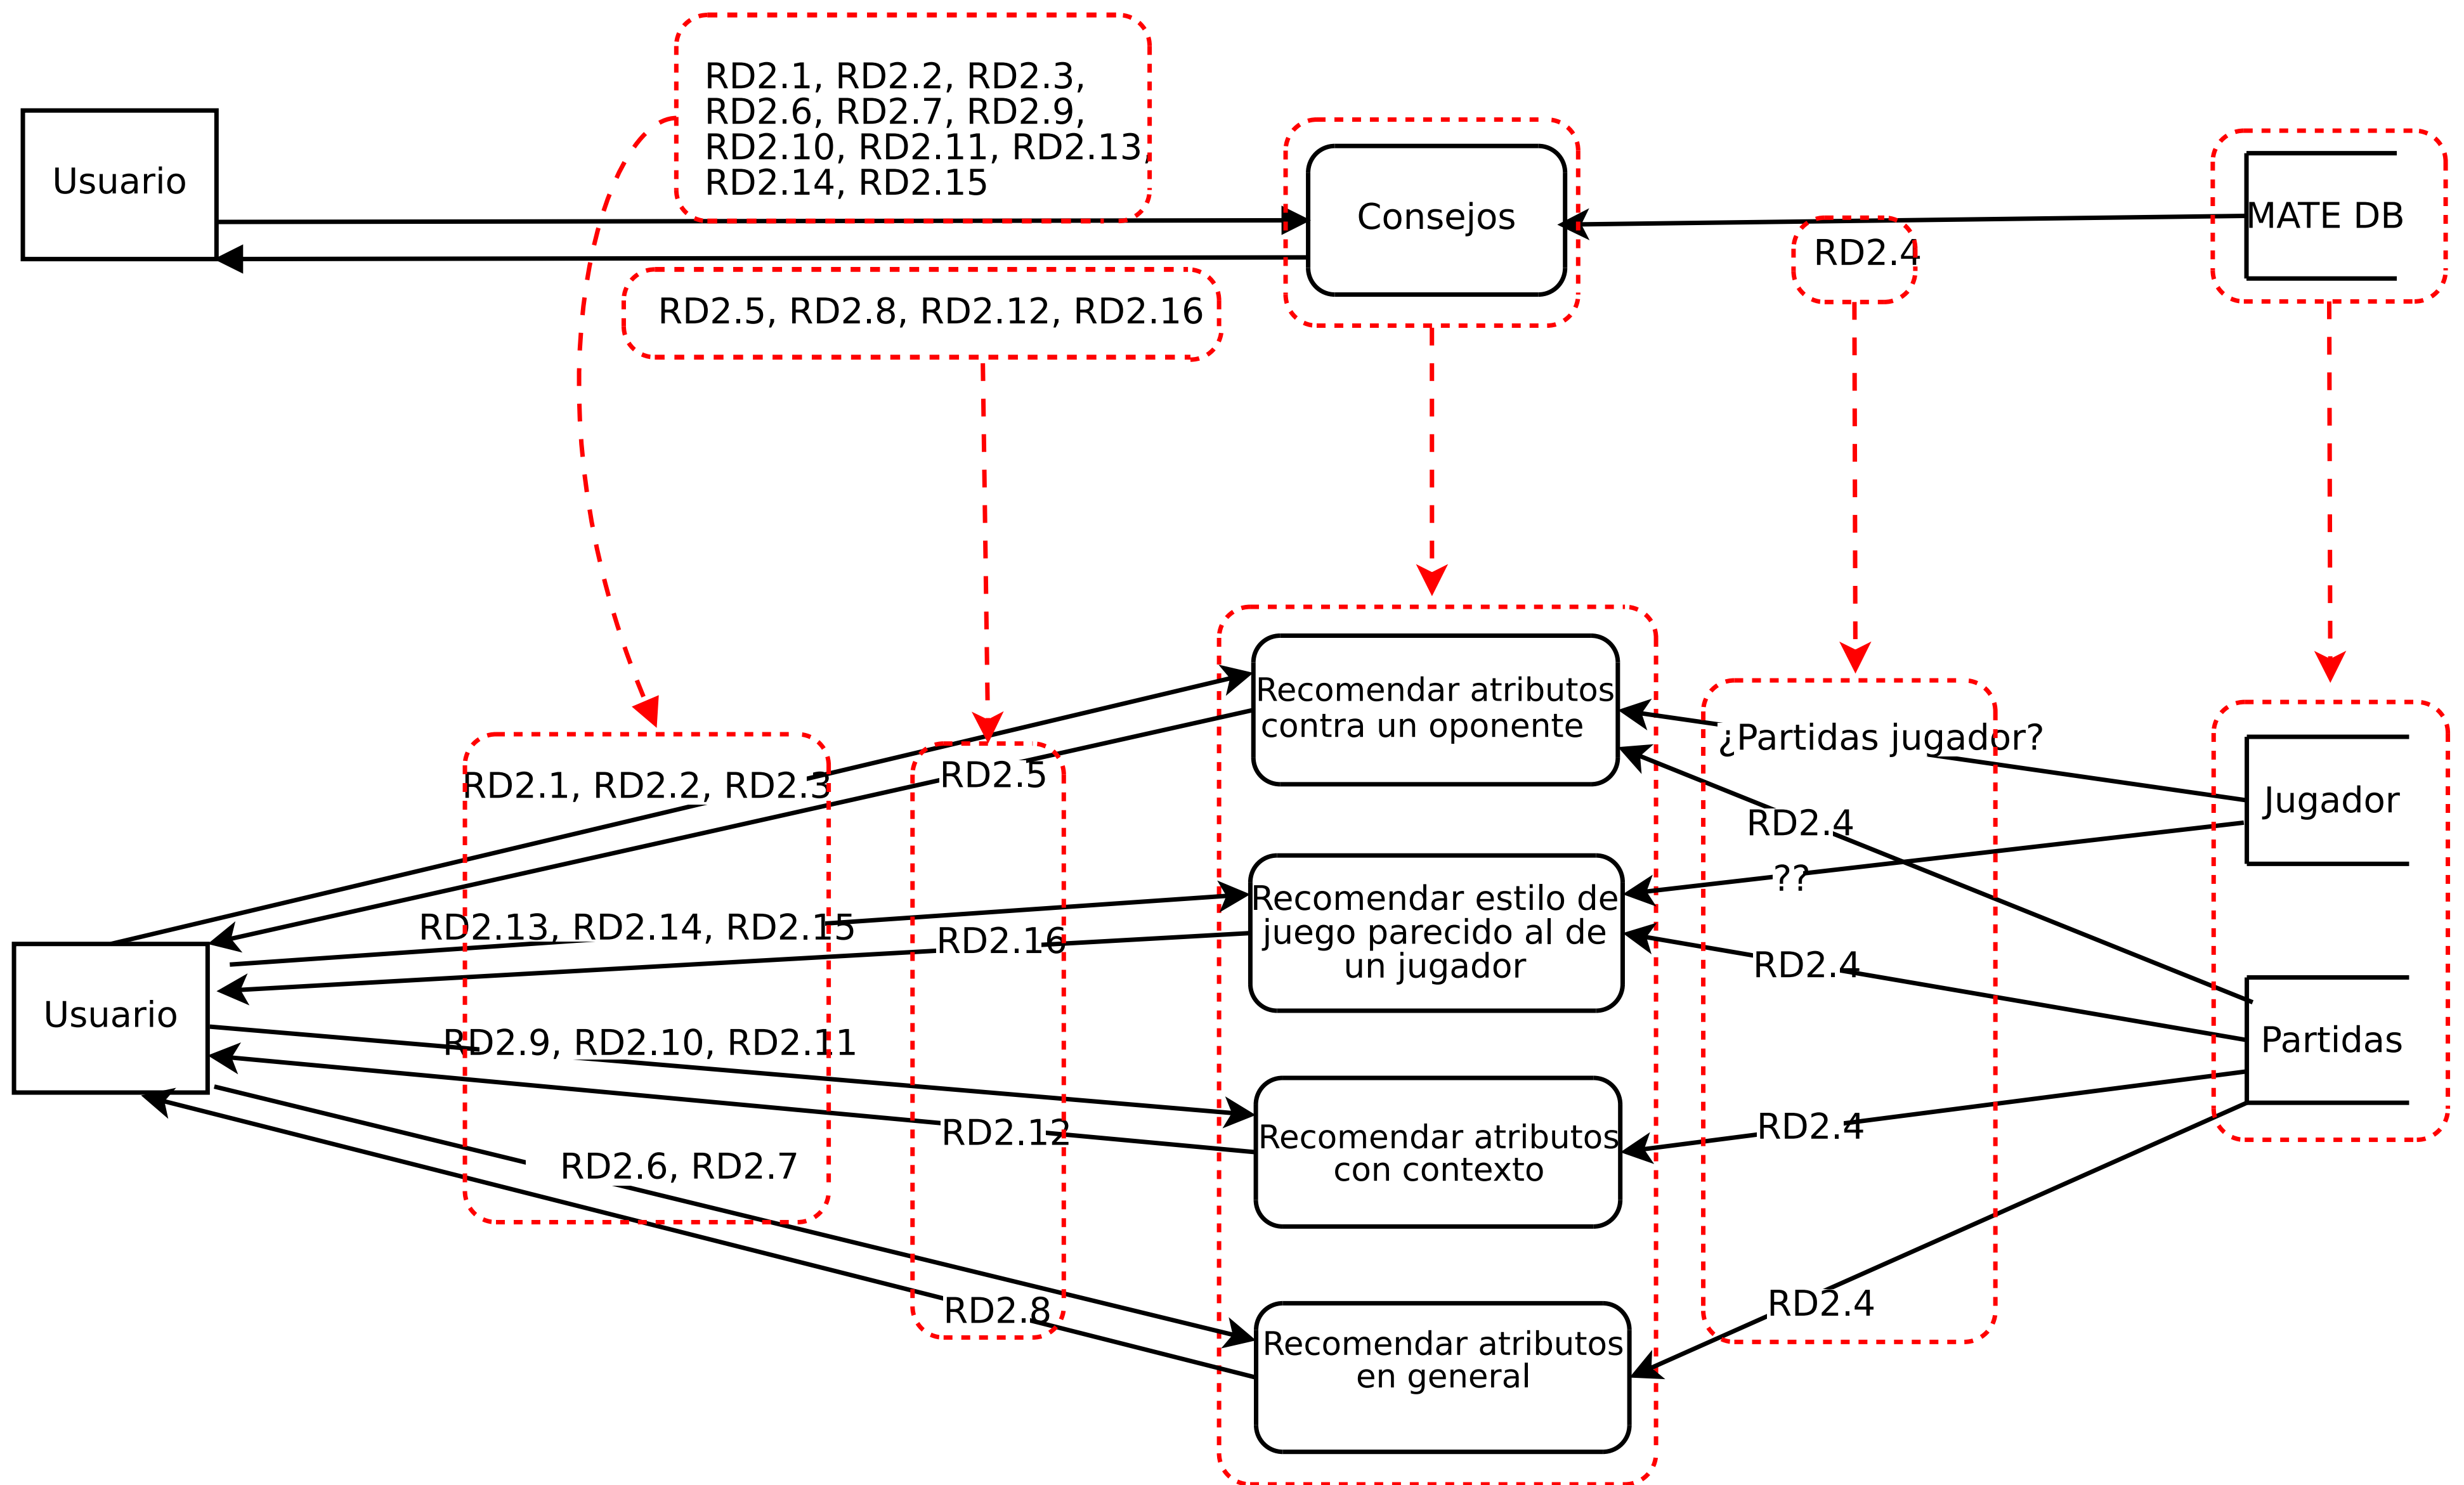 RD2.1, RD2.2, RD2.3,
RD2.6, RD2.7, RD2.9,
RD2.10, RD2.11, RD2.13,
RD2.14, RD2.15
Usuario
Consejos
MATE DB
RD2.4
RD2.5, RD2.8, RD2.12, RD2.16
Recomendar atributos
contra un oponente
¿Partidas jugador?
RD2.1, RD2.2, RD2.3
RD2.5
Jugador
RD2.4
??
Recomendar estilo de
juego parecido al de
un jugador
RD2.13, RD2.14, RD2.15
RD2.16
RD2.4
Usuario
Partidas
RD2.9, RD2.10, RD2.11
RD2.12
Recomendar atributos
con contexto
RD2.4
RD2.6, RD2.7
RD2.8
RD2.4
Recomendar atributos
en general